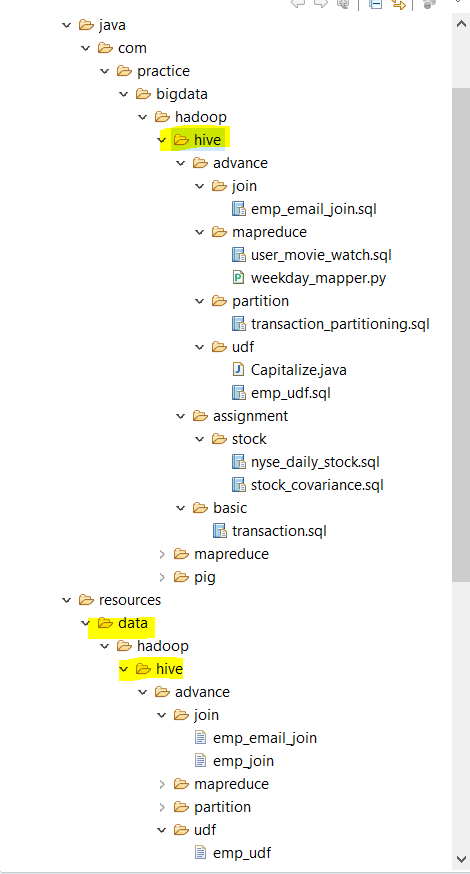 java
com
practice
bigdata
hadoop
hive
advance
join
emp_email_join.sql
mapreduce
user_movie_watch.sql
weekday_mapper.py
partition
transaction_partitioning.sql
udf
Capitalize.java
emp_udf.sql
assignment
stock
nyse_daily_stock.sql
stock_covariance.sql
basic
transaction.sql
mapreduce
pig
resources
data
hadoop
hive
advance
join
emp_email_join
emp_join
mapreduce
partition
udf
emp_udf